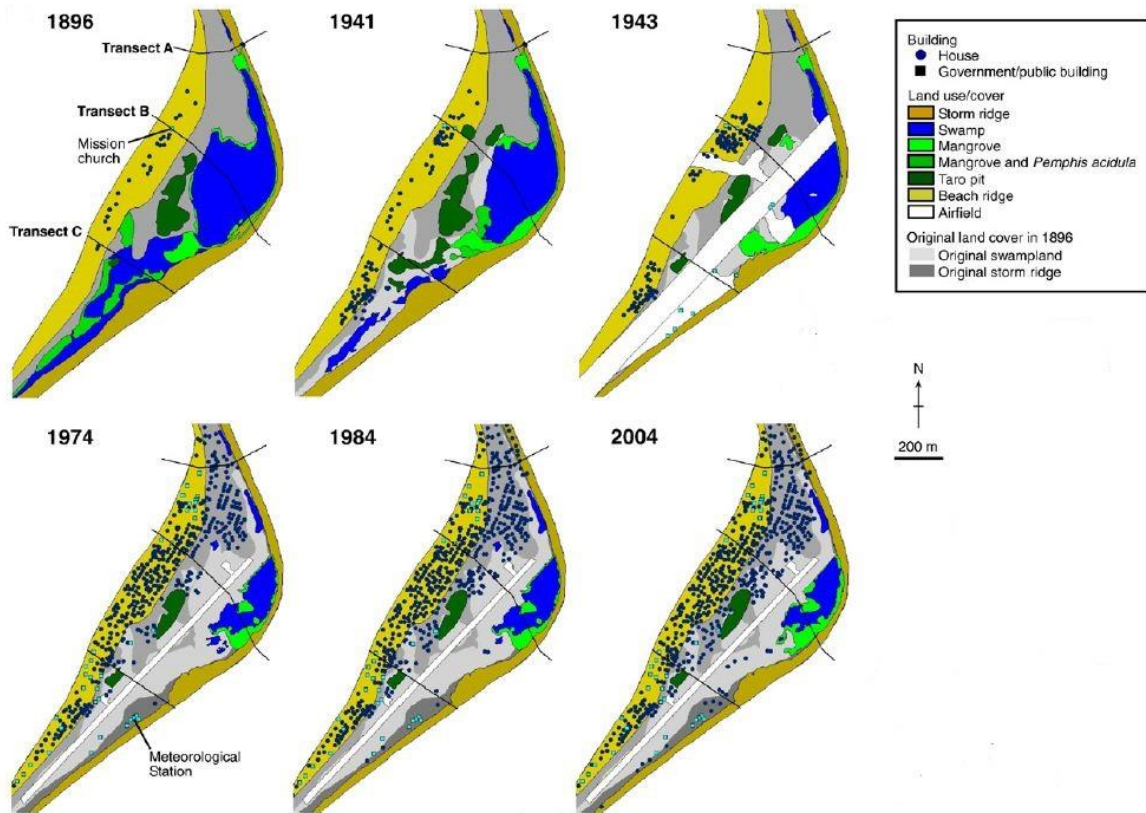 1896
Transect A
Transect B
Mission
church
Transect C
1941
1943
Building
House
Government/public building
Land use/cover
Storm ridge
Swamp
Mangrove
Mangrove and Pemphis acidula
Taro pit
Beach ridge
Airfield
Original land cover in 1896
Original swampland
Original storm ridge
N
200 m
1974
Meteorological
Station
1984
2004